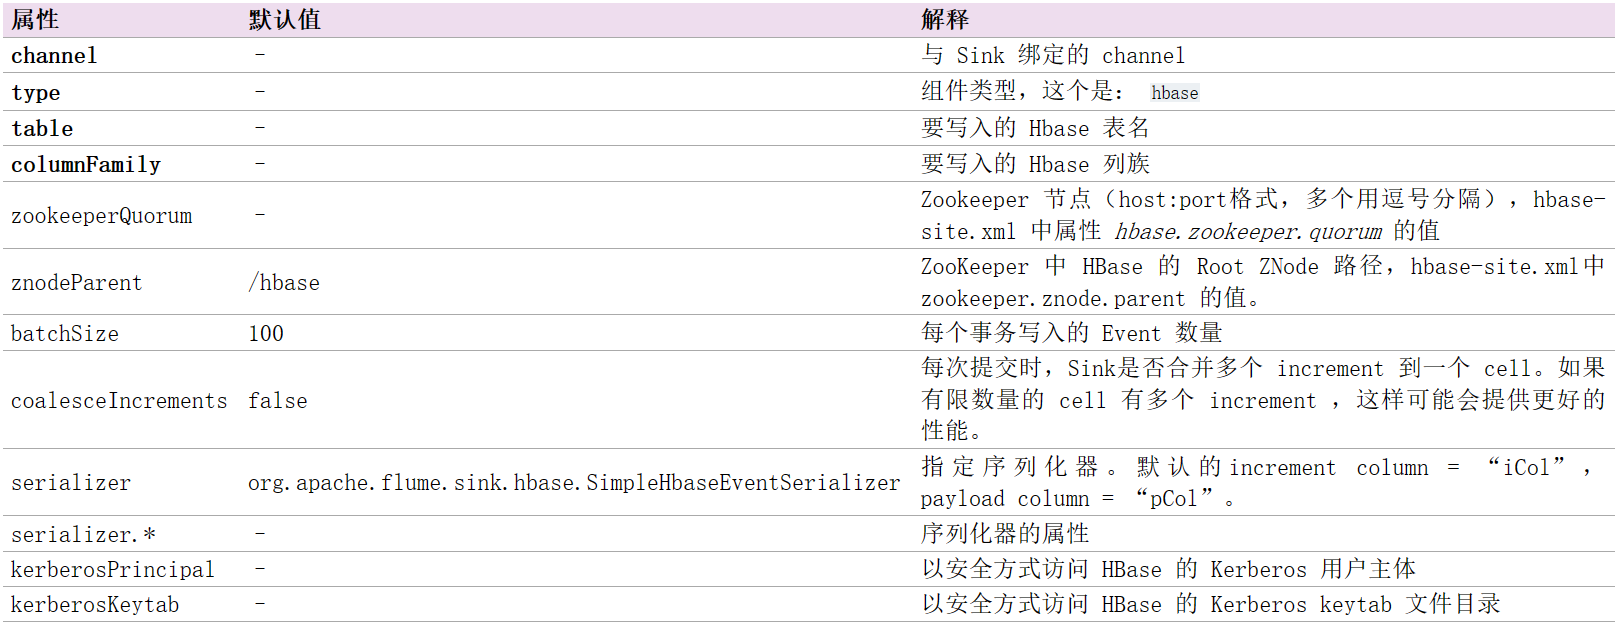 属性 默认值 解释
channel - 与 Sink 绑定的 channel
type - 组件类型，这个是： hbase
table - 要写入的 Hbase 表名
columnFamily - 要写入的 Hbase 列族
zookeeperQuorum - Zookeeper 节点（host:port格式，多个用逗号分隔），hbase-
site.xml 中属性 hbase.zookeeper.quorum 的值
znodeParent /hbase ZooKeeper 中 HBase 的 Root ZNode 路径，hbase-site.xml中
zookeeper.znode.parent 的值。
batchSize 100 每个事务写入的 Event 数量
coalesceIncrements false 每次提交时，Sink是否合并多个 increment 到一个 cell。如果
有限数量的 cell 有多个 increment ，这样可能会提供更好的
性能。
serializer org.apache.flume.sink.hbase.SimpleHbaseEventSerializer 指定序列化器。默认的increment column = “iCol”，
payload column = “pCol”。
serializer.* - 序列化器的属性
kerberosPrincipal - 以安全方式访问 HBase 的 Kerberos 用户主体
kerberosKeytab - 以安全方式访问 HBase 的 Kerberos keytab 文件目录